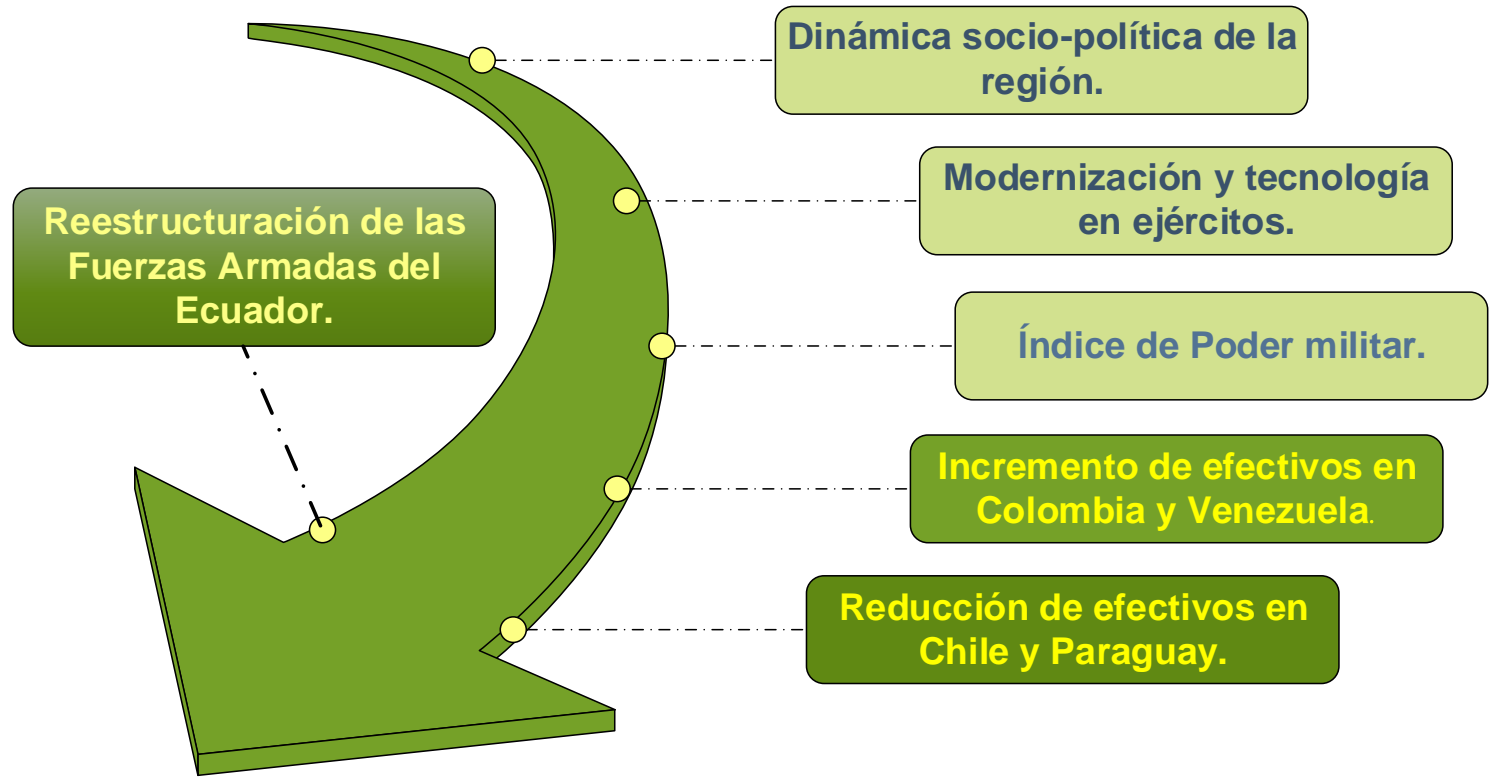 Dinámica socio-política de la
región.
Modernización y tecnología
en ejércitos.
Reestructuración de las
Fuerzas Armadas del
Ecuador.
Índice de Poder militar.
Incremento de efectivos en
Colombia y Venezuela.
Reducción de efectivos en
Chile y Paraguay.